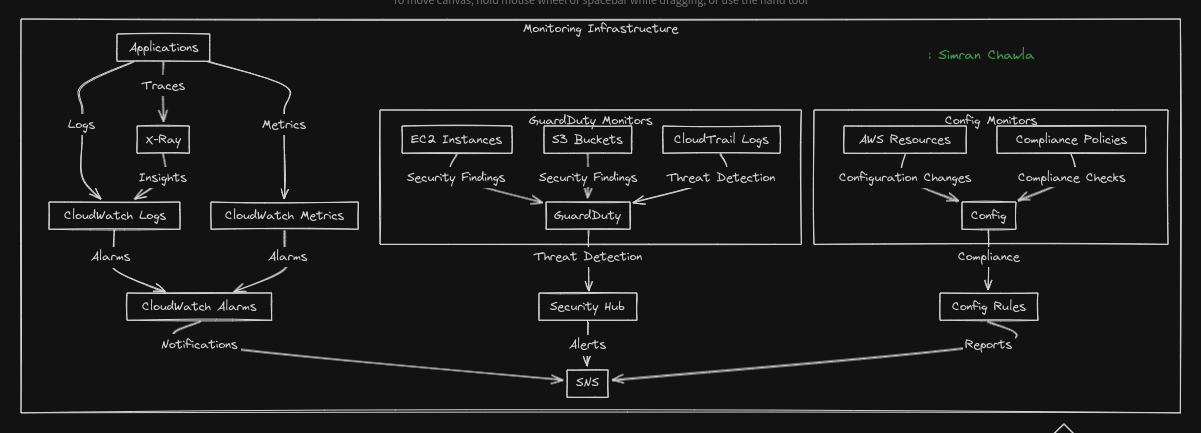 To move canvas, hold mouse wheel or spacebar while dragging, or use the hand tool
Monitoring Infrastructure
: Simran Chawla
Applications
Traces
Logs
Metrics
X-Ray
Insights
CloudWatch Logs
CloudWatch Metrics
Alarms
Alarms
CloudWatch Alarms
Notifications
GuardDuty Monitors
EC2 Instances
S3 Buckets
CloudTrail Logs
Security Findings
Security Findings
Threat Detection
GuardDuty
Threat Detection
Security Hub
Alerts
SNS
Config Monitors
AWS Resources
Compliance Policies
Configuration Changes
Compliance Checks
Config
Compliance
Config Rules
Reports